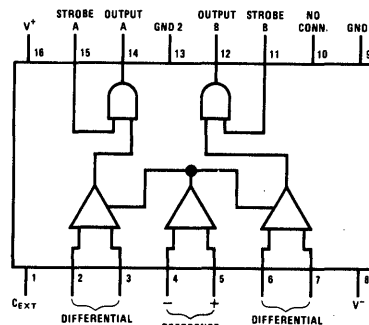 V+ STROBE A OUTPUT A GND 2 OUTPUT B STROBE B NO CONN. GND
16 15 14 13 12 11 10 9
1 2 3 4 5 6 7 8
− +
CEXT DIFFERENTIAL DIFFERENTIAL V−